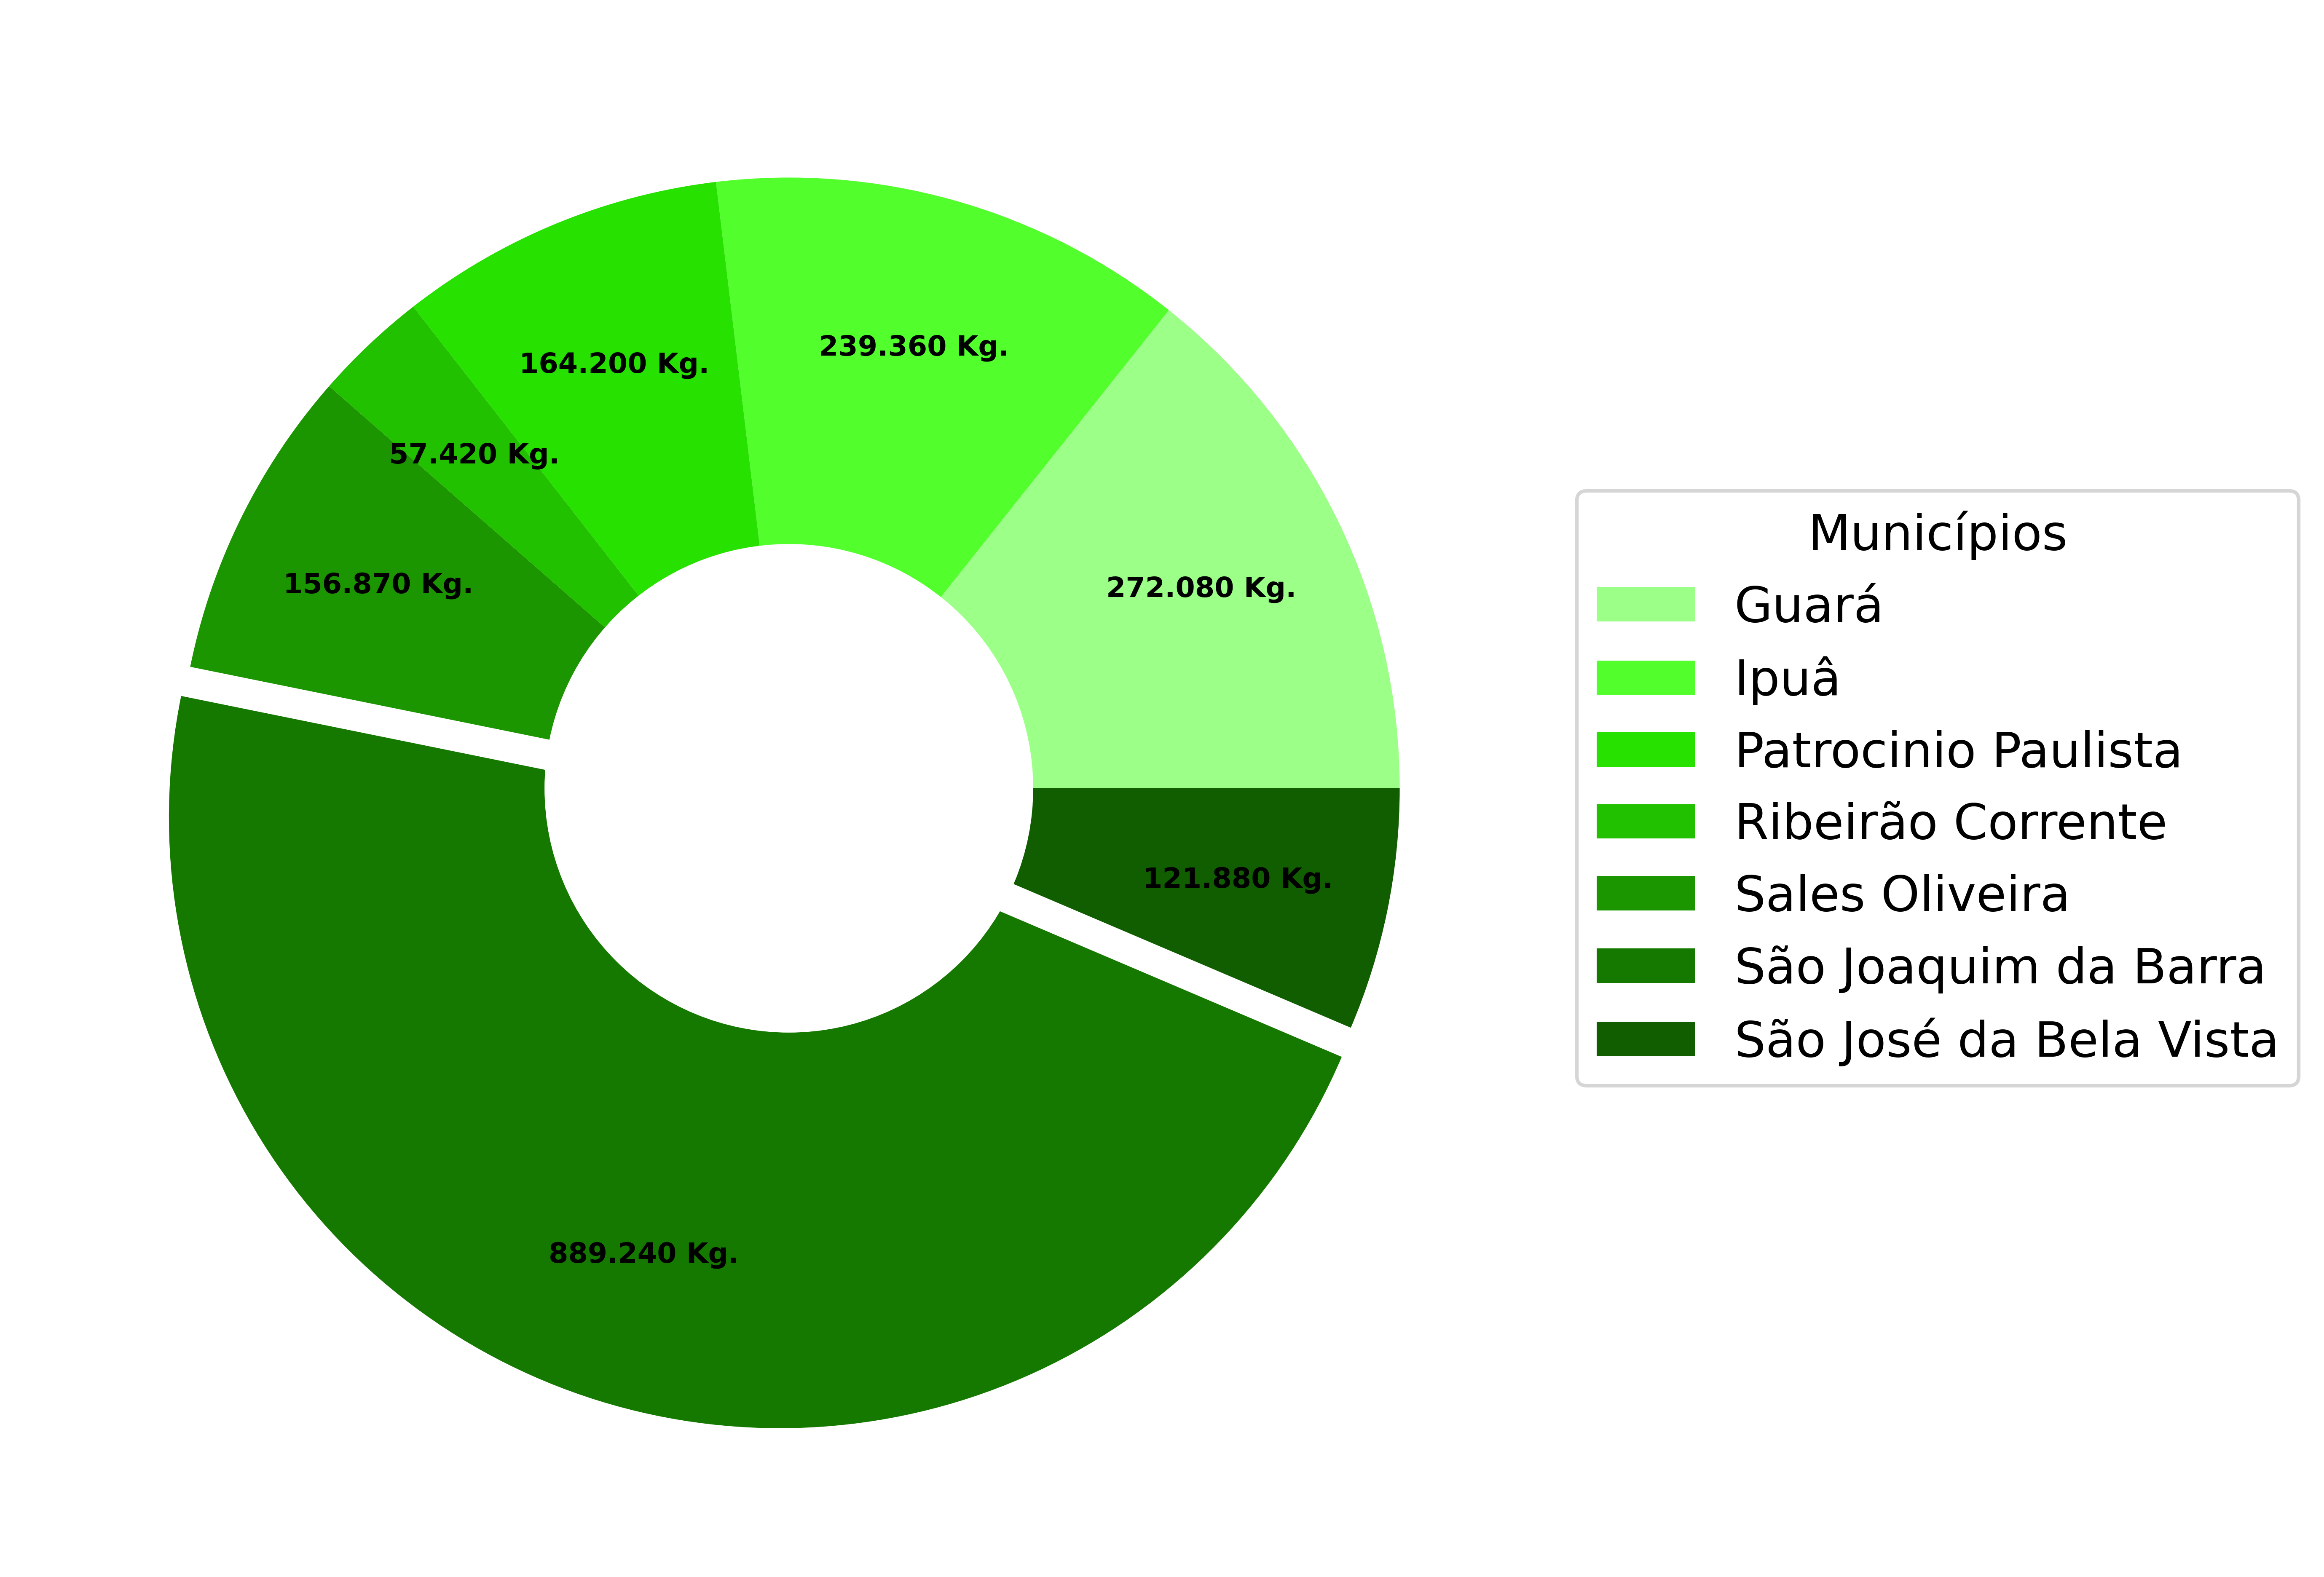 239.360 Kg.
164.200 Kg.
57.420 Kg.
156.870 Kg.
272.080 Kg.
121.880 Kg.
889.240 Kg.
Municípios
Guará
Ipuâ
Patrocinio Paulista
Ribeirão Corrente
Sales Oliveira
São Joaquim da Barra
São José da Bela Vista